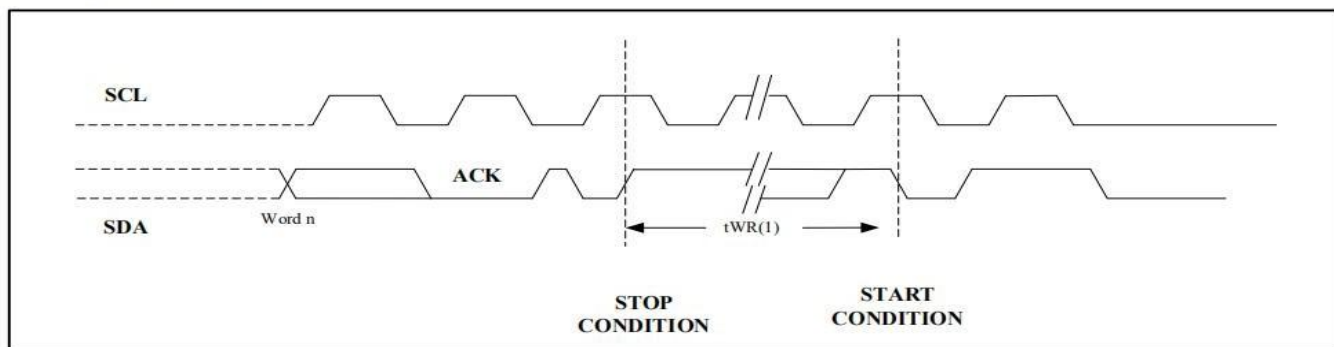 SCL
ACK
SDA
Word n
tWR(1)
STOP
CONDITION
START
CONDITION